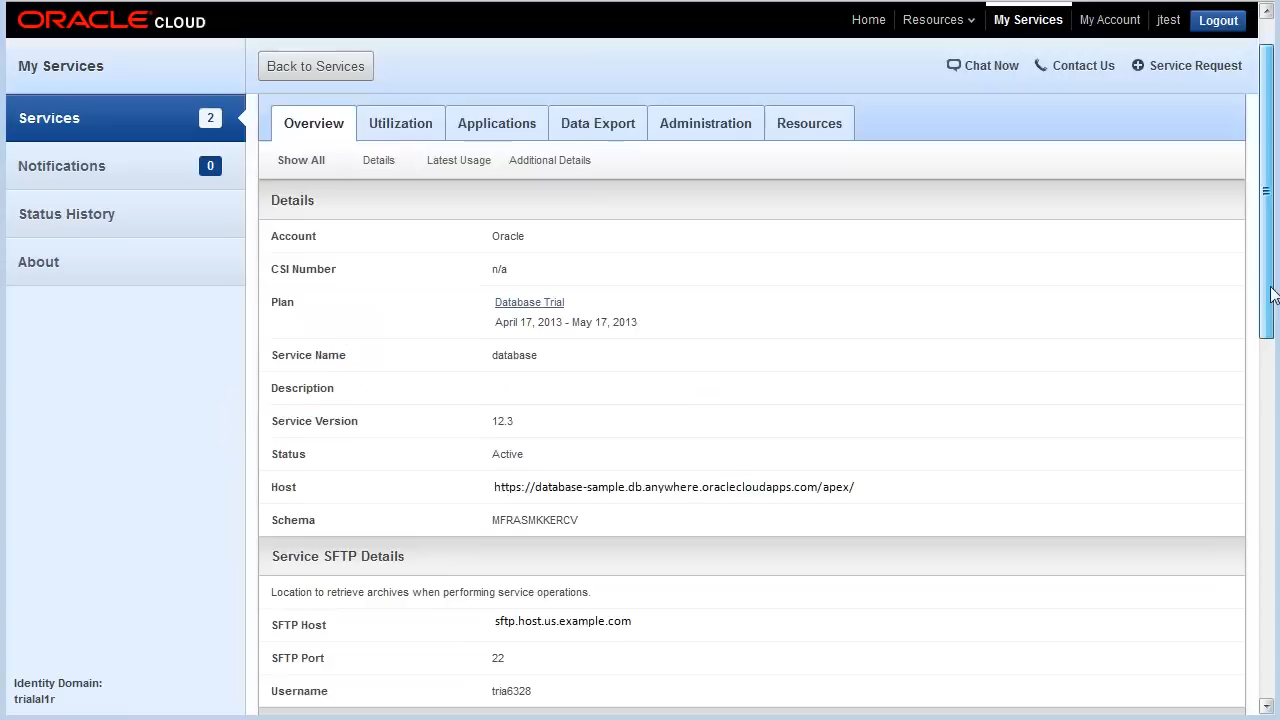 ORACLE CLOUD
Home Resources My Services My Account jtest Logout
My Services
Back to Services
Chat Now Contact Us Service Request
Services 2
Notifications 0
Status History
About
Overview Utilization Applications Data Export Administration Resources
Show All Details Latest Usage Additional Details
Details
Account Oracle
CSI Number n/a
Plan Database Trial
April 17, 2013 - May 17, 2013
Service Name database
Description
Service Version 12.3
Status Active
Host https://database-sample.db.anywhere.oraclecloudapps.com/apex/
Schema MFRASMKKERCV
Service SFTP Details
Location to retrieve archives when performing service operations.
SFTP Host sftp.host.us.example.com
SFTP Port 22
Username tria6328
Identity Domain:
trialal1r